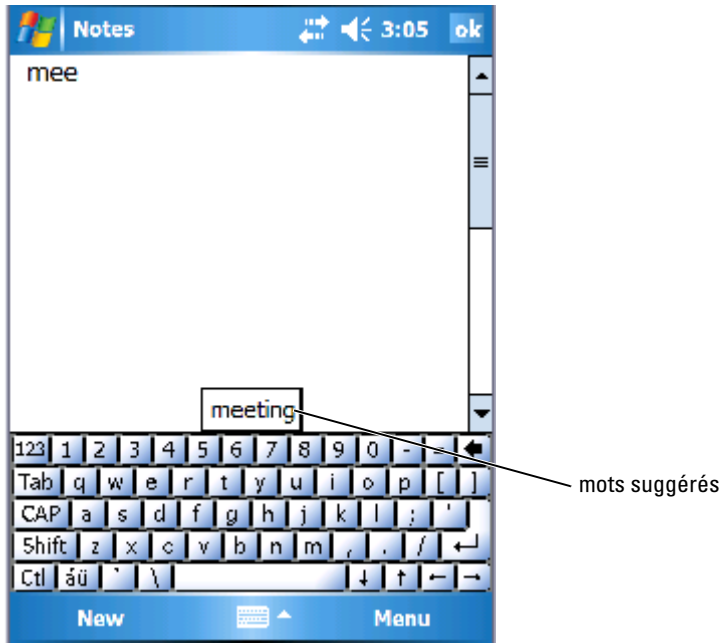 Notes 3:05 ok
mee
meeting
123 1 2 3 4 5 6 7 8 9 0 - =
Tab q w e r t y u i o p [ ]
CAP a s d f g h j k l ; '
Shift z x c v b n m , . /
Ctl áü ` \
New Menu
mots suggérés